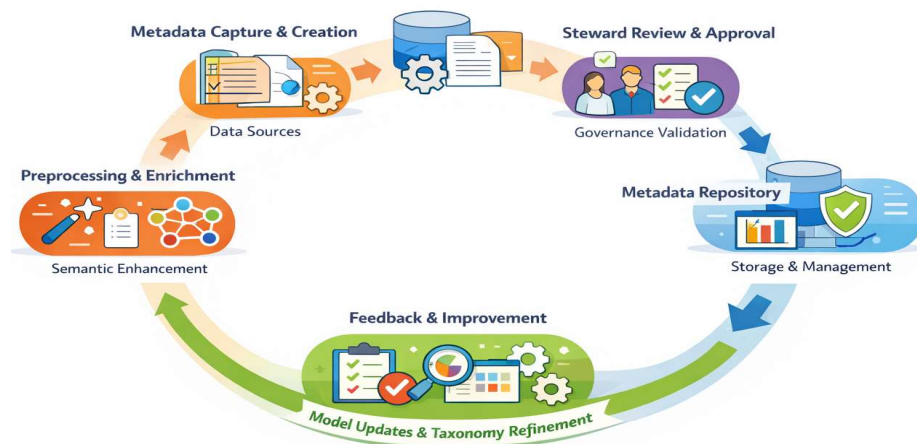 Metadata Capture & Creation
Steward Review & Approval
Data Sources
Governance Validation
Preprocessing & Enrichment
Metadata Repository
Semantic Enhancement
Storage & Management
Feedback & Improvement
Model Updates & Taxonomy Refinement